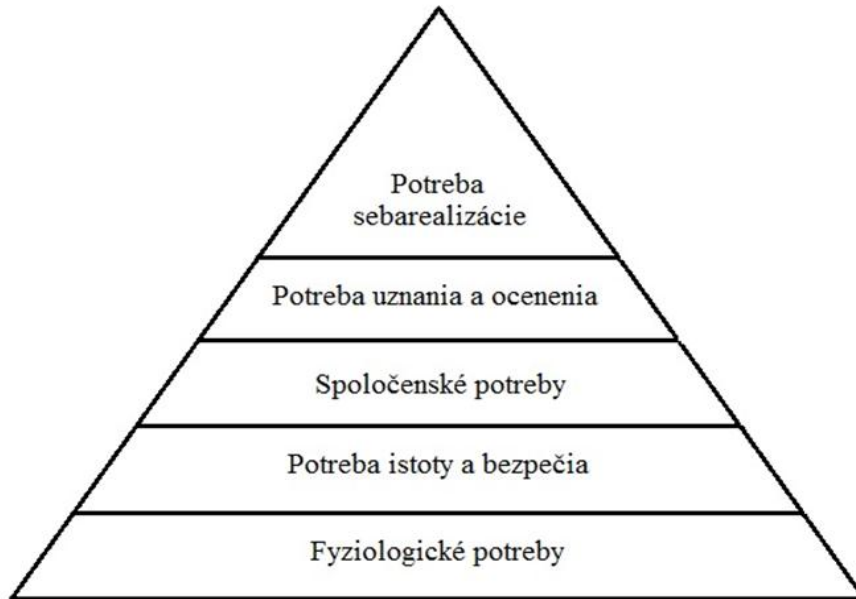 Potreba
sebarealizácie
Potreba uznania a ocenenia
Spoločenské potreby
Potreba istoty a bezpečia
Fyziologické potreby